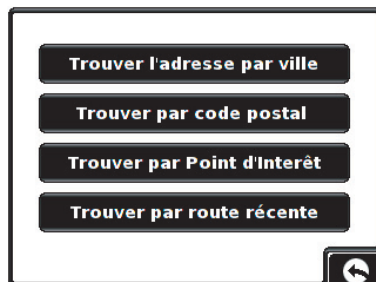 Trouver l'adresse par ville
Trouver par code postal
Trouver par Point d'Interêt
Trouver par route récente